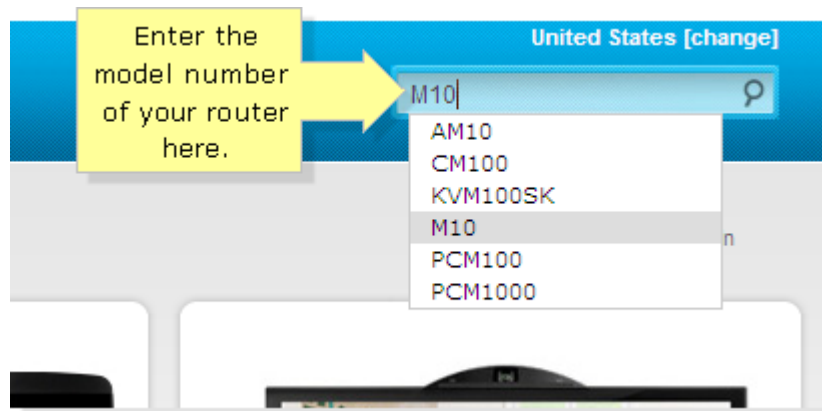 Enter the
model number
of your router
here.
United States [change]
M10
AM10
CM100
KVM100SK
M10
n
PCM100
PCM1000